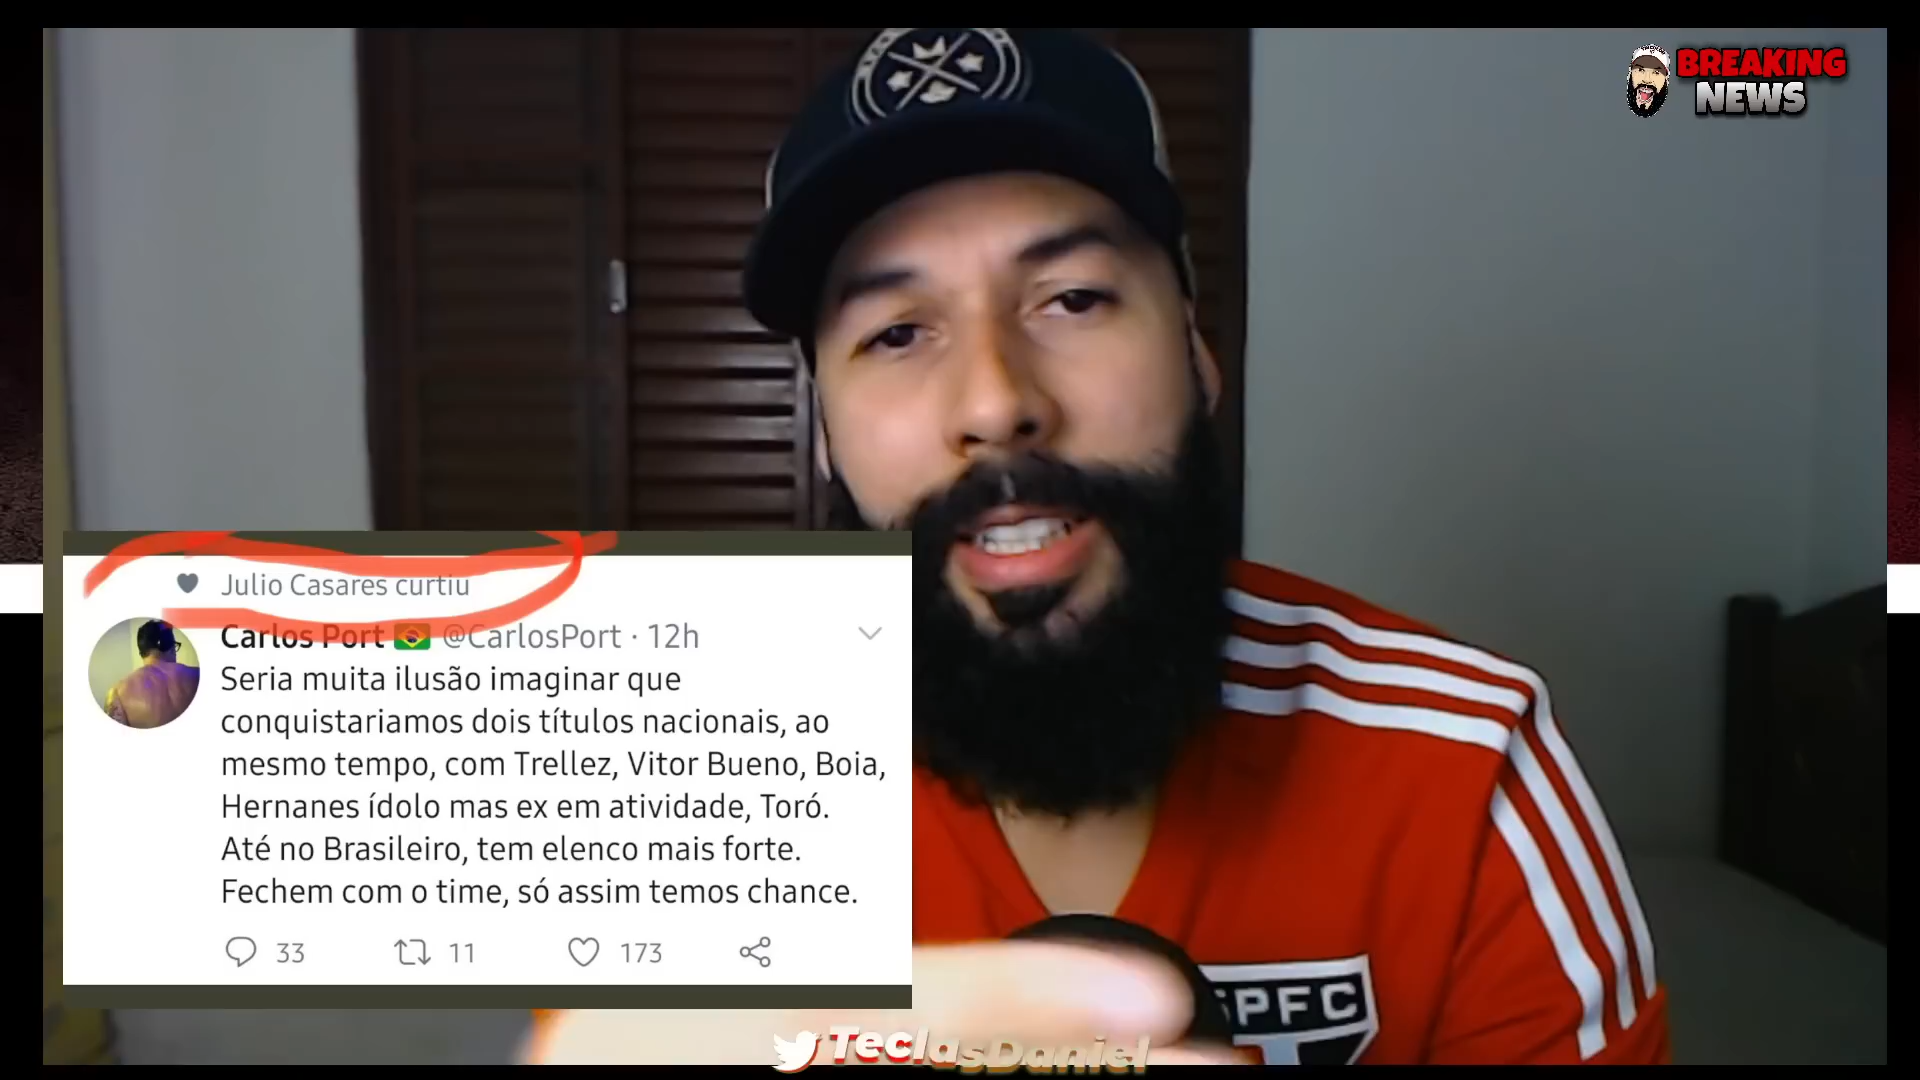 BREAKING
NEWS
Julio Casares curtiu
Carlos Port @CarlosPort · 12h
Seria muita ilusão imaginar que
conquistariamos dois títulos nacionais, ao
mesmo tempo, com Trellez, Vitor Bueno, Boia,
Hernanes ídolo mas ex em atividade, Toró.
Até no Brasileiro, tem elenco mais forte.
Fechem com o time, só assim temos chance.
33 11 173
SPFC
TeclasDaniel